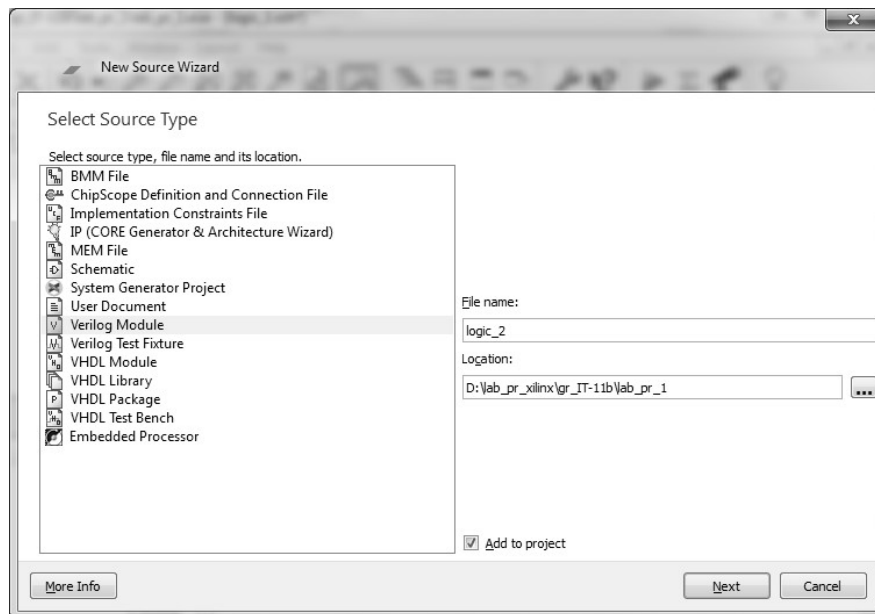 New Source Wizard
Select Source Type
Select source type, file name and its location.
BMM File
ChipScope Definition and Connection File
Implementation Constraints File
IP (CORE Generator & Architecture Wizard)
MEM File
Schematic
System Generator Project
User Document
Verilog Module
Verilog Test Fixture
VHDL Module
VHDL Library
VHDL Package
VHDL Test Bench
Embedded Processor
File name:
logic_2
Location:
D:\lab_pr_xilinx\gr_IT-11b\lab_pr_1
...
Add to project
More Info
Next
Cancel